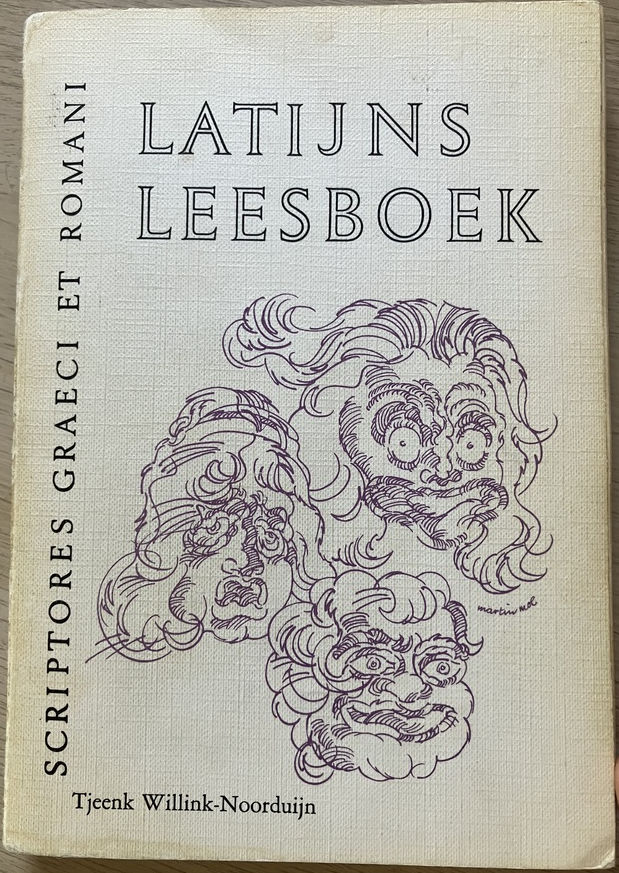 LATIJNS
LEESBOEK
SCRIPTORES GRAECI ET ROMANI
martin mol
Tjeenk Willink-Noorduijn